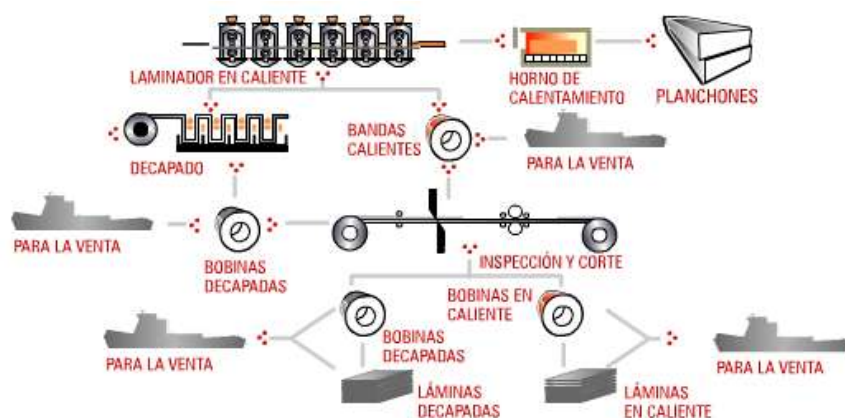 LAMINADOR EN CALIENTE
HORNO DE
CALENTAMIENTO
PLANCHONES
DECAPADO
BANDAS
CALIENTES
PARA LA VENTA
PARA LA VENTA
BOBINAS
DECAPADAS
INSPECCIÓN Y CORTE
BOBINAS EN
CALIENTE
BOBINAS
DECAPADAS
PARA LA VENTA
PARA LA VENTA
LÁMINAS
DECAPADAS
LÁMINAS
EN CALIENTE